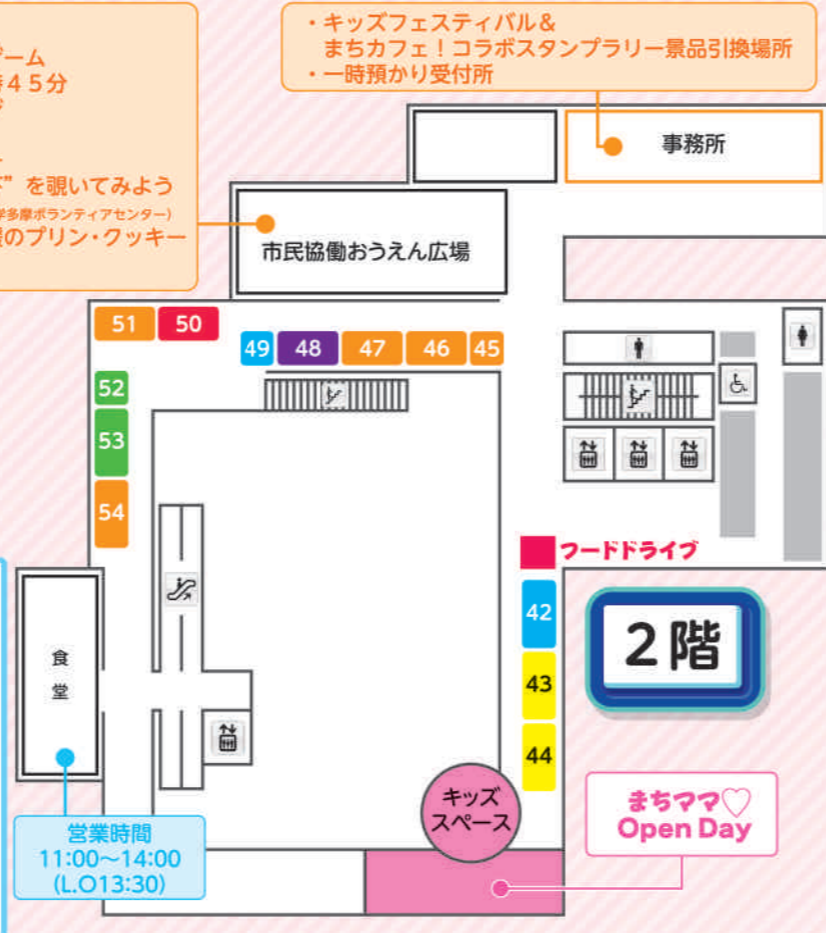 ・キッズフェスティバル＆
まちカフェ！コラボスタンプラリー景品引換場所
・一時預かり受付所
ゲーム
４５分
を覗いてみよう
多摩ボランティアセンター）
のプリン・クッキー
事務所
市民協働おうえん広場
51
50
49
48
47
46
45
52
53
54
フードドライブ
42
43
44
２階
食堂
営業時間
11:00〜14:00
(L.O13:30)
キッズ
スペース
まちママ♡
Open Day